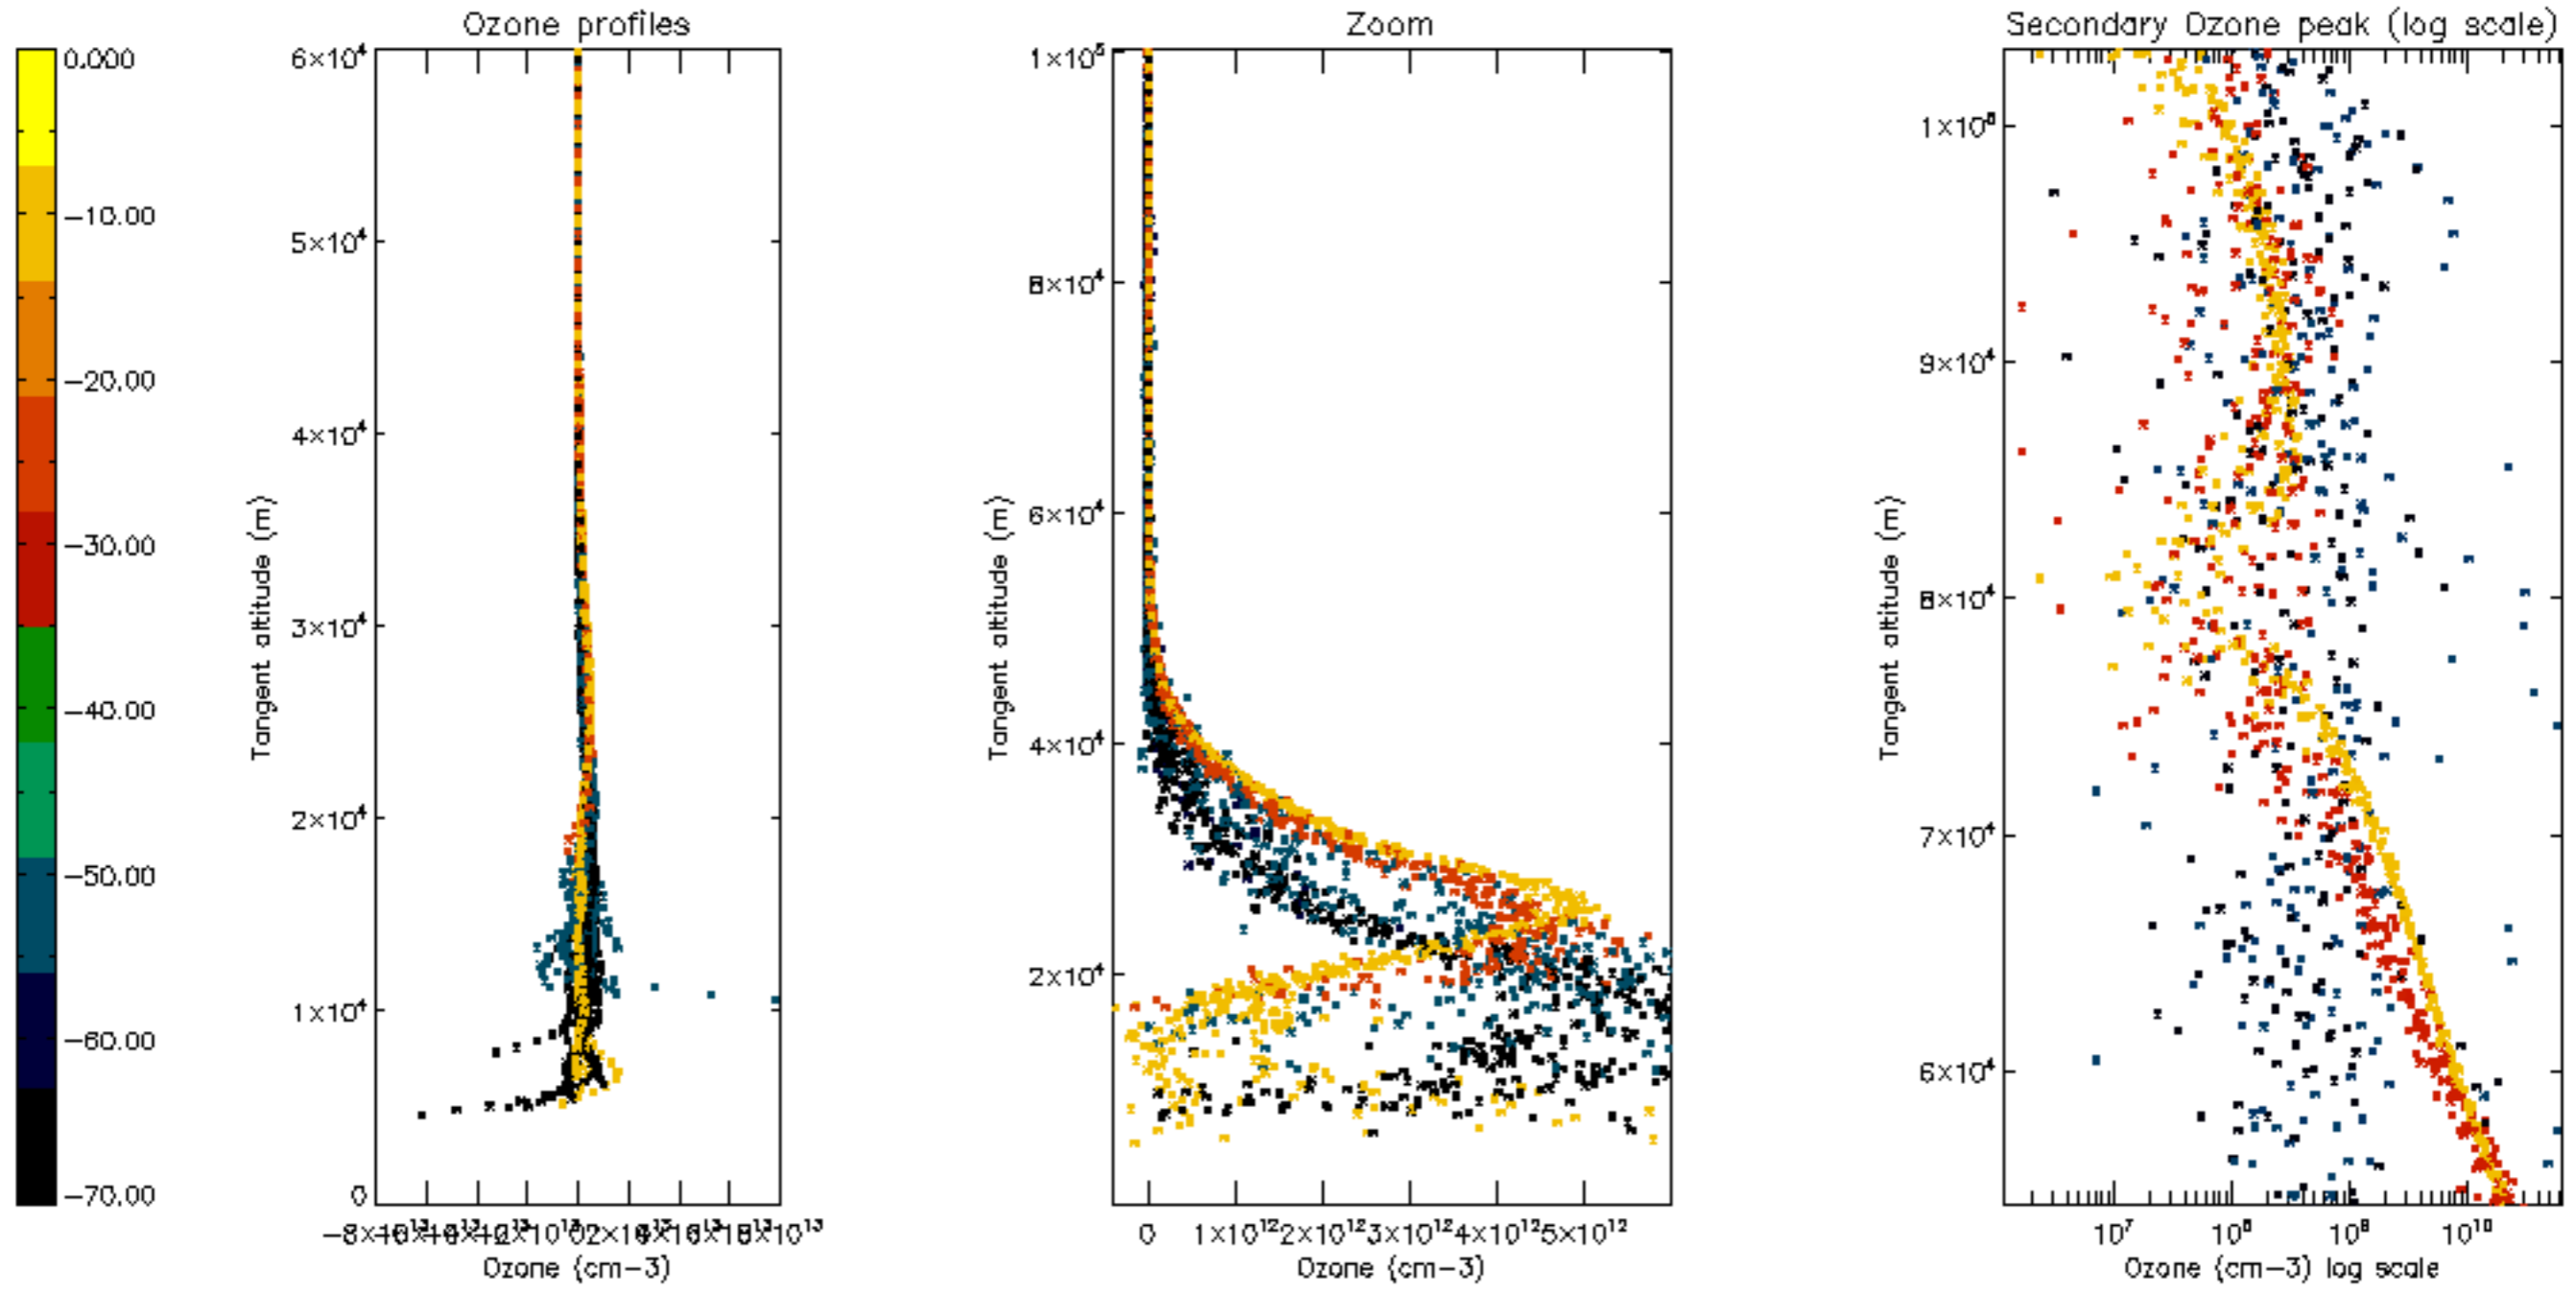 Ozone profiles
Zoom
Secondary Ozone peak (log scale)
0.000
−10.00
−20.00
−30.00
−40.00
−50.00
−60.00
−70.00
6×10⁴
5×10⁴
4×10⁴
3×10⁴
2×10⁴
1×10⁴
0
Tangent altitude (m)
Ozone (cm−3)
1×10⁵
8×10⁴
6×10⁴
4×10⁴
2×10⁴
Tangent altitude (m)
0 1×10¹² 2×10¹² 3×10¹² 4×10¹² 5×10¹²
Ozone (cm−3)
1×10⁵
9×10⁴
8×10⁴
7×10⁴
6×10⁴
Tangent altitude (m)
10⁷ 10⁸ 10⁹ 10¹⁰
Ozone (cm−3) log scale